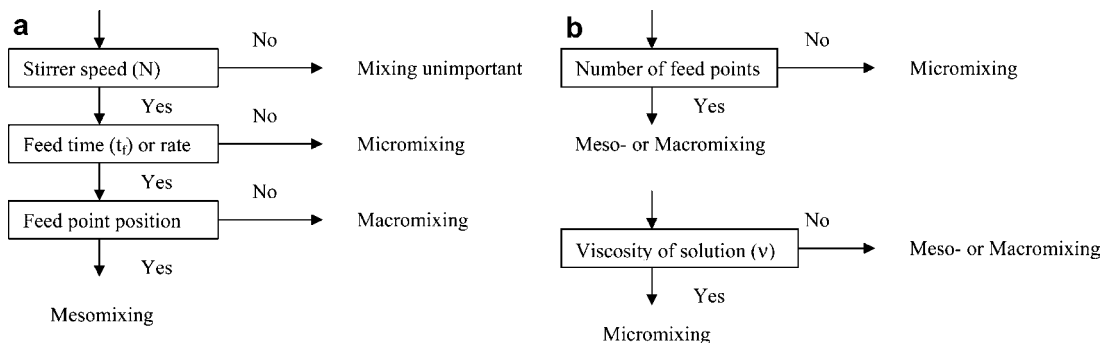 a
No
Stirrer speed (N)
Mixing unimportant
Yes
No
Feed time (tf) or rate
Micromixing
Yes
No
Feed point position
Macromixing
Yes
Mesomixing
b
No
Number of feed points
Micromixing
Yes
Meso- or Macromixing
No
Viscosity of solution (ν)
Meso- or Macromixing
Yes
Micromixing